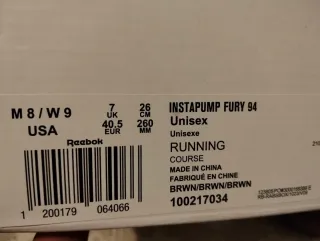 M 8 / W 9
USA
7
UK
40.5
EUR
26
CM
260
MM
Reebok
1 200179 064066
INSTAPUMP FURY 94
Unisex
Unisexe
RUNNING
COURSE
MADE IN CHINA
FABRIQUÉ EN CHINE
BRWN/BRWN/BRWN
100217034